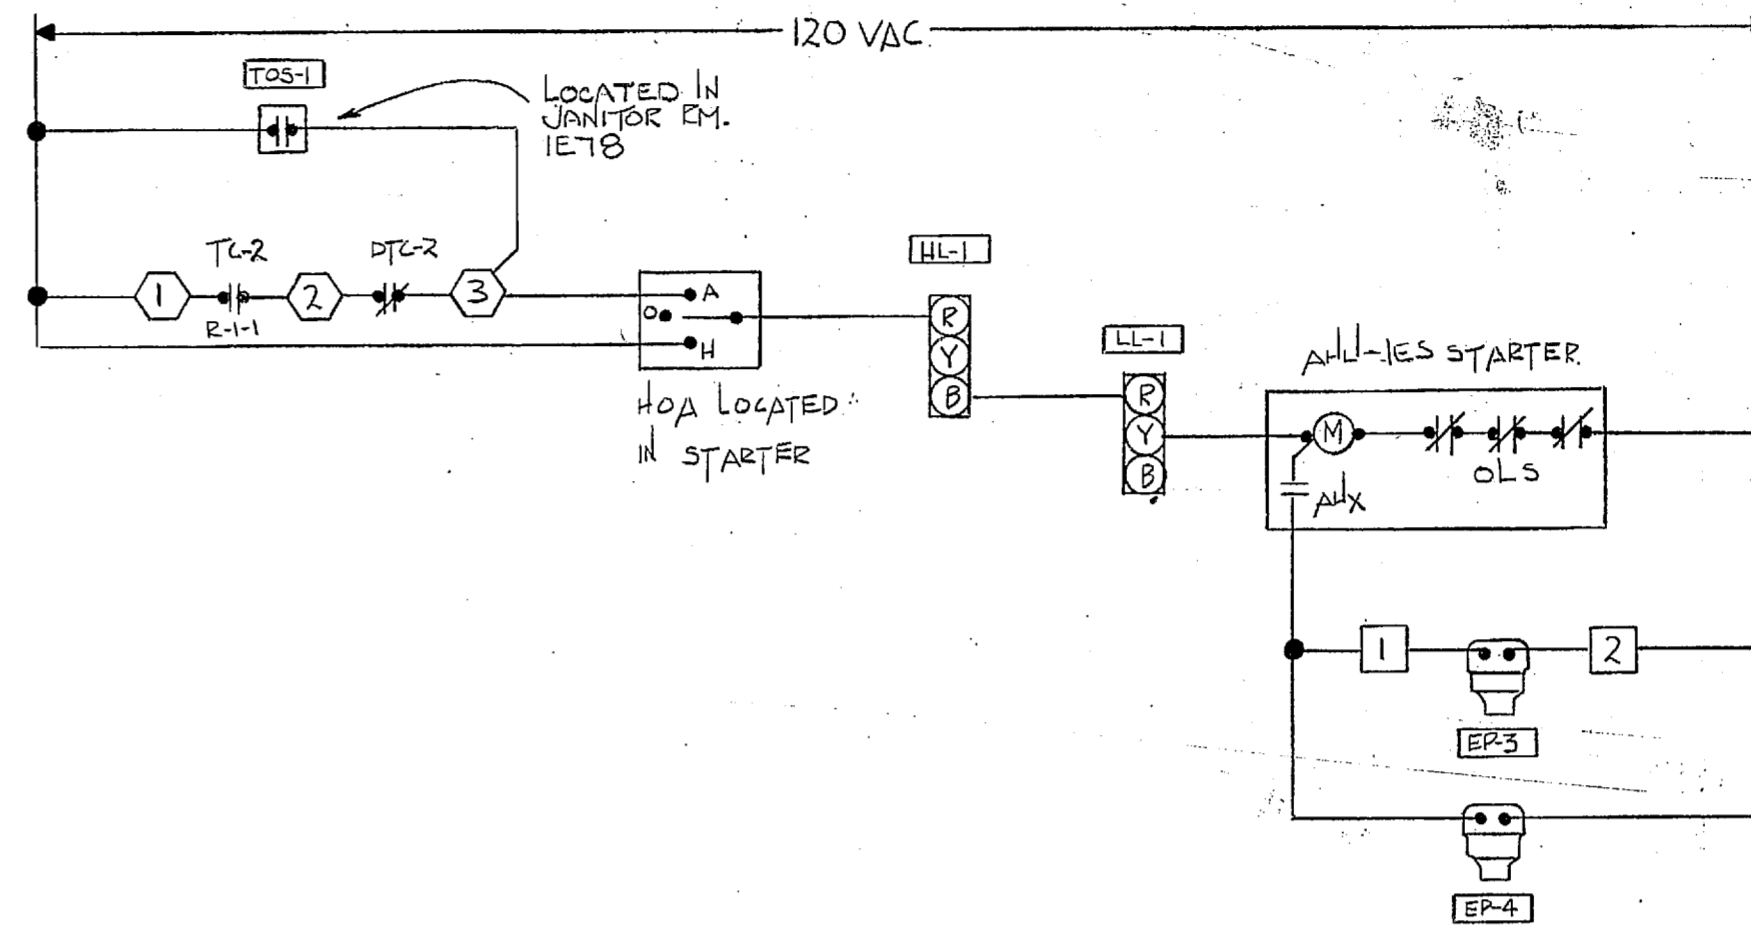 120 VAC.
TOS-1
LOCATED IN
JANITOR RM.
1E78
TC-2
DTC-2
1
2
3
R-1-1
A
O
H
HOA LOCATED
IN STARTER
HL-1
R
Y
B
LL-1
R
Y
B
AHU-1ES STARTER.
M
OLS
AUX
1
2
EP-3
EP-4